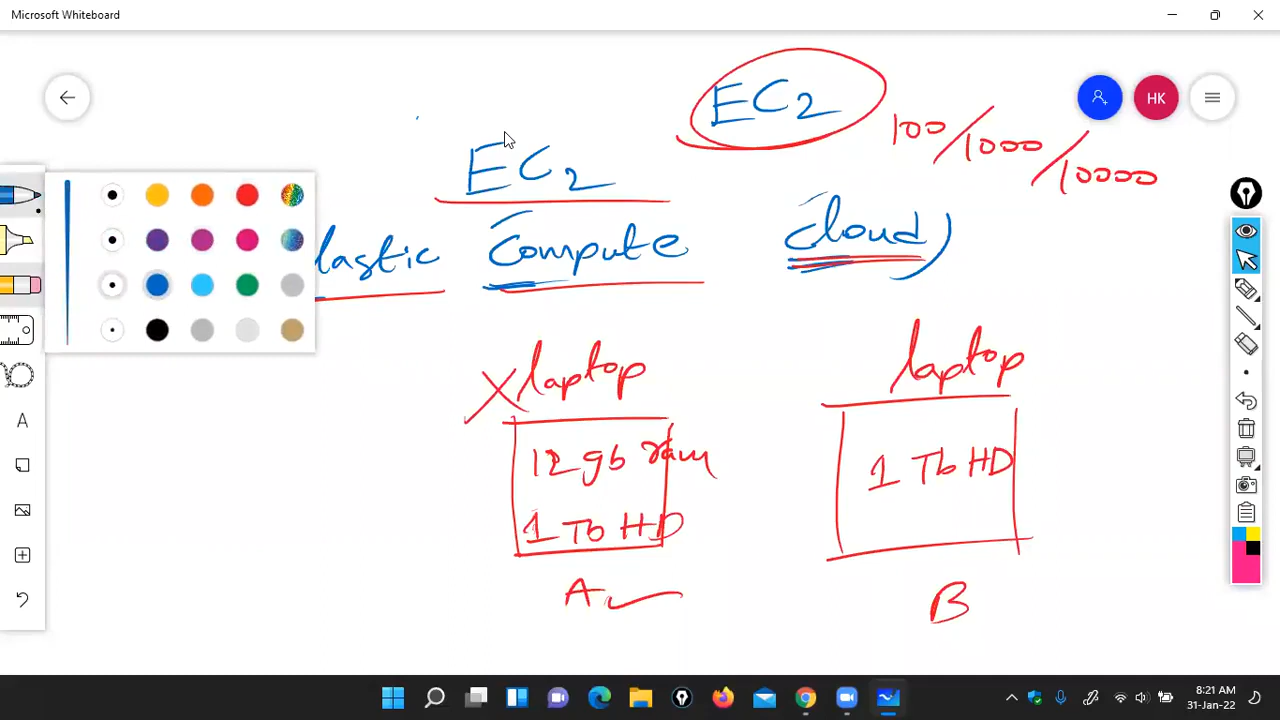 Microsoft Whiteboard
EC2
HK
100/1000/10000
EC2
lastic Compute Cloud)
laptop
laptop
12 gb ram
1 Tb HD
1 Tb HD
A
B
A
8:21 AM
31-Jan-22